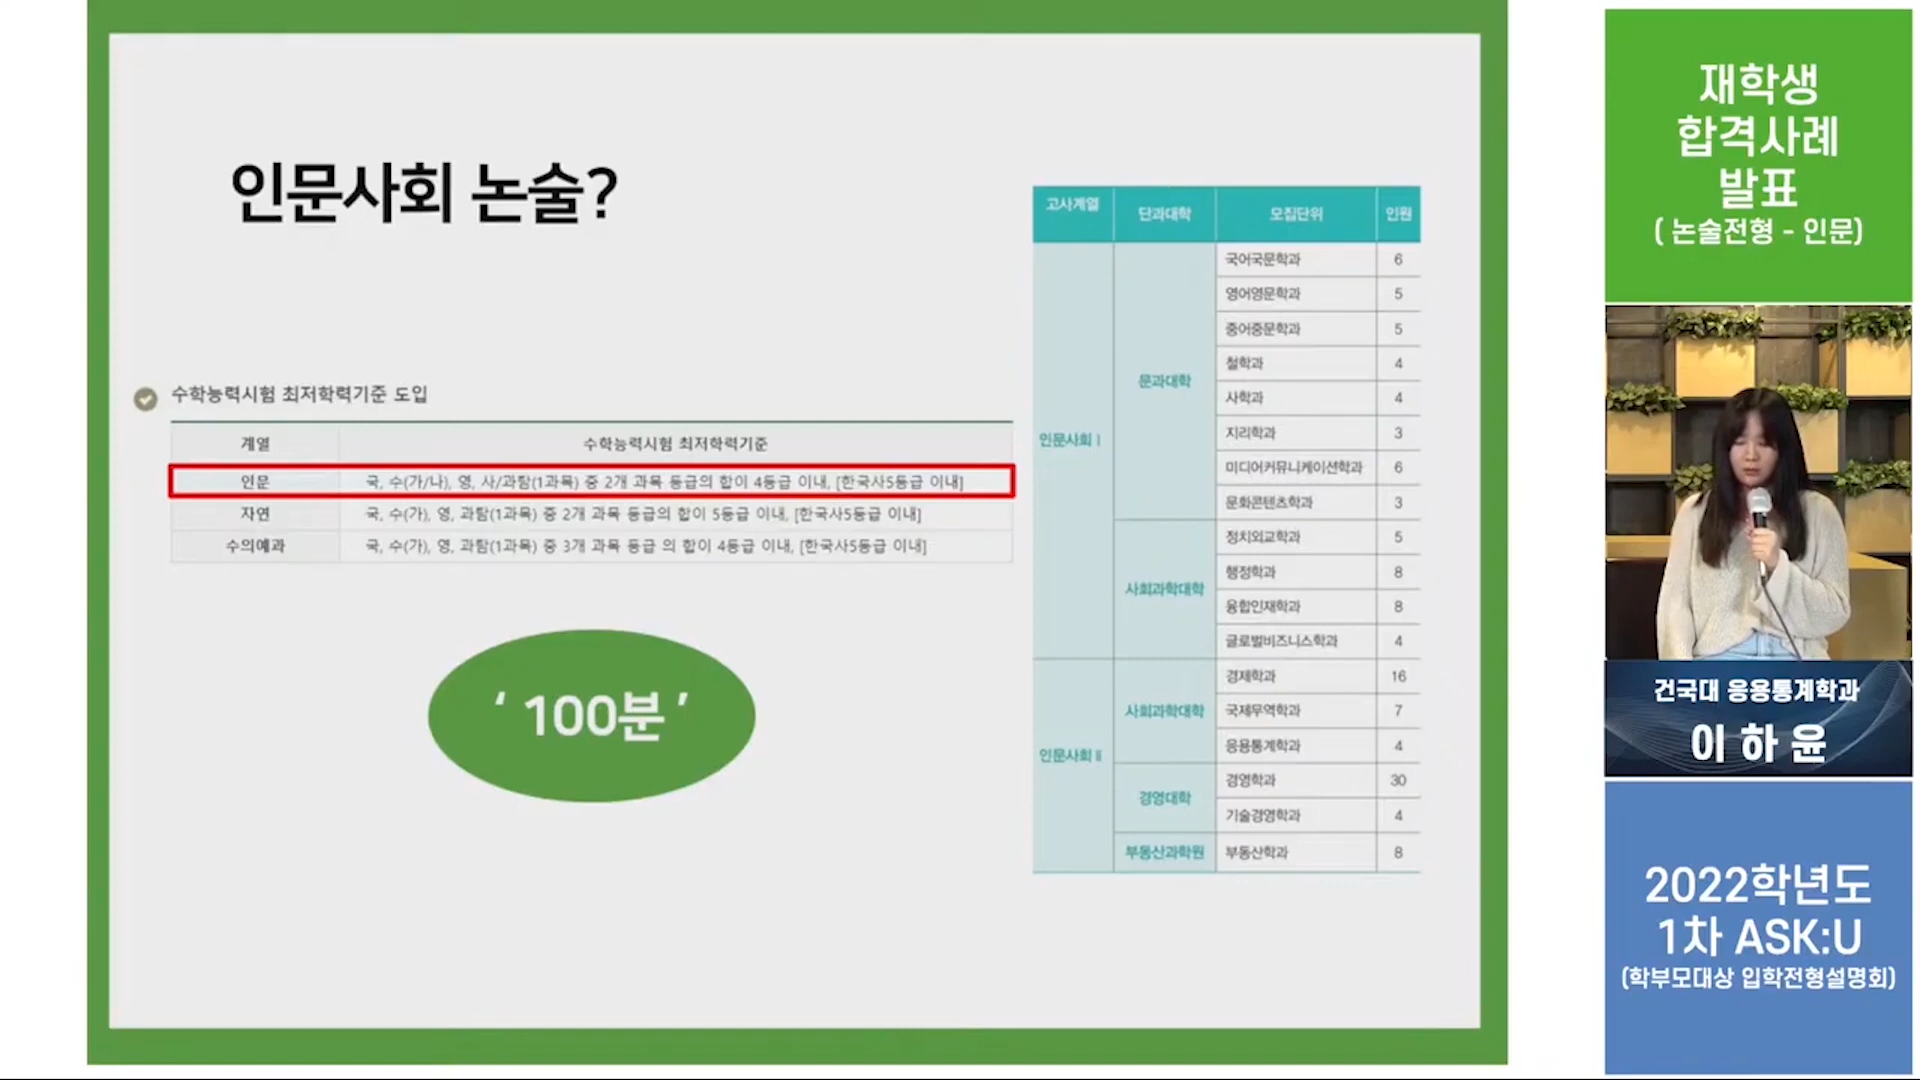 인문사회 논술?
수학능력시험 최저학력기준 도입
계열 수학능력시험 최저학력기준
인문 국, 수(가/나), 영, 사/과탐(1과목) 중 2개 과목 등급의 합이 4등급 이내, [한국사5등급 이내]
자연 국, 수(가), 영, 과탐(1과목) 중 2개 과목 등급의 합이 5등급 이내, [한국사5등급 이내]
수의예과 국, 수(가), 영, 과탐(1과목) 중 3개 과목 등급 의 합이 4등급 이내, [한국사5등급 이내]
‘ 100분 ’
고사계열 단과대학 모집단위 인원
인문사회 I
문과대학
국어국문학과 6
영어영문학과 5
중어중문학과 5
철학과 4
사학과 4
지리학과 3
미디어커뮤니케이션학과 6
문화콘텐츠학과 3
사회과학대학
정치외교학과 5
행정학과 8
융합인재학과 8
글로벌비즈니스학과 4
인문사회 II
사회과학대학
경제학과 16
국제무역학과 7
응용통계학과 4
경영대학
경영학과 30
기술경영학과 4
부동산과학원 부동산학과 8
재학생
합격사례
발표
( 논술전형 - 인문)
건국대 응용통계학과
이 하 윤
2022학년도
1차 ASK:U
(학부모대상 입학전형설명회)